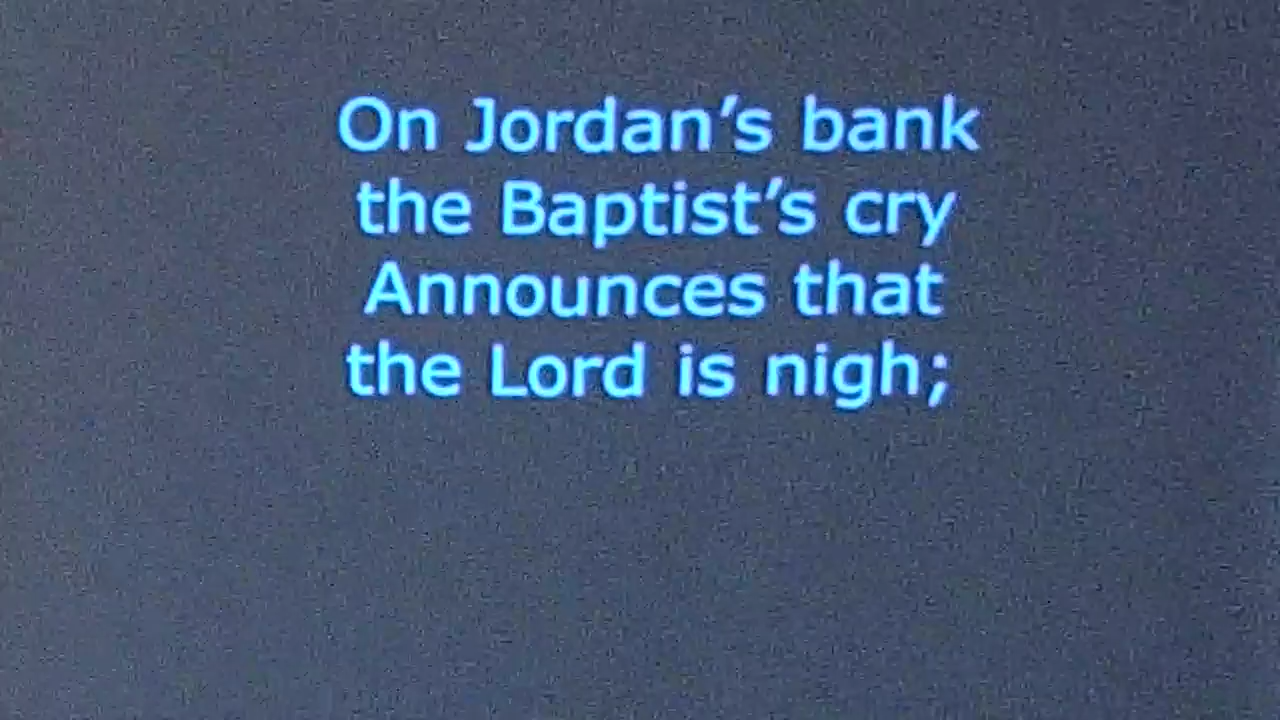 On Jordan’s bank
the Baptist’s cry
Announces that
the Lord is nigh;